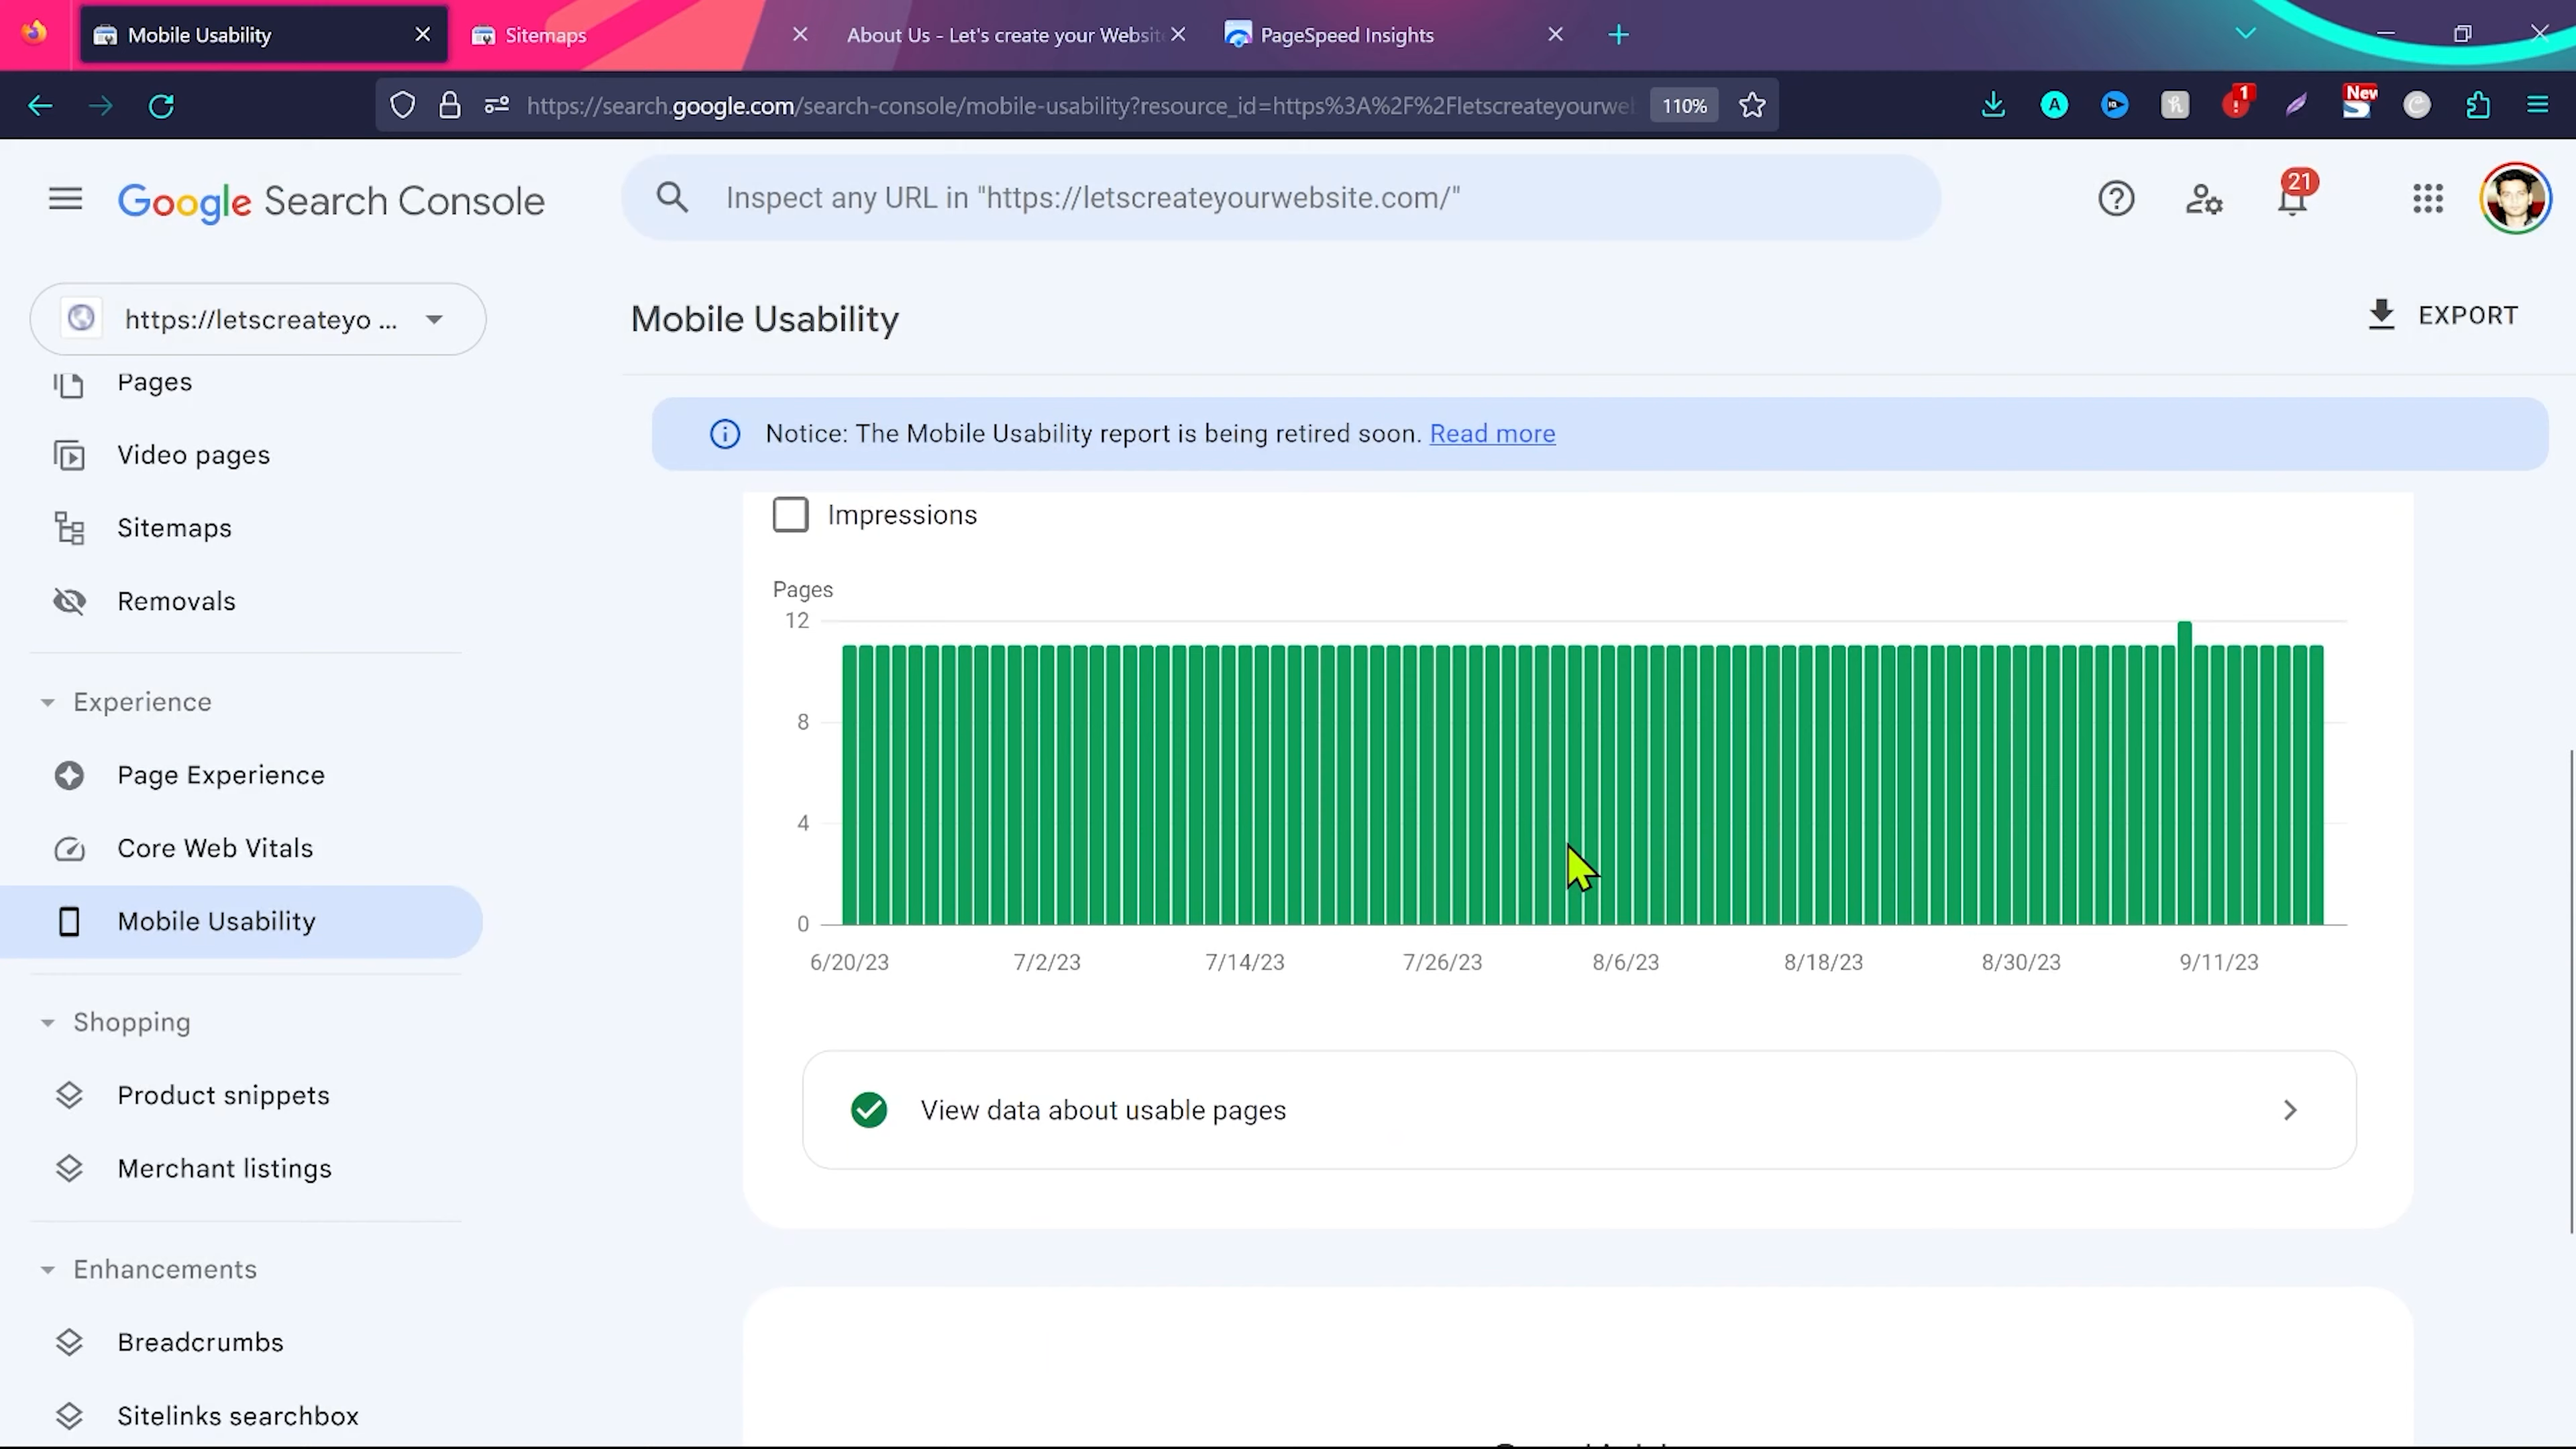 Mobile Usability
Sitemaps
About Us - Let's create your Websit
PageSpeed Insights
https://search.google.com/search-console/mobile-usability?resource_id=https%3A%2F%2Fletscreateyourwe
110%
A
1
New
Google Search Console
Inspect any URL in "https://letscreateyourwebsite.com/"
21
https://letscreateyo ...
Mobile Usability
EXPORT
Pages
Video pages
Sitemaps
Removals
Experience
Page Experience
Core Web Vitals
Mobile Usability
Shopping
Product snippets
Merchant listings
Enhancements
Breadcrumbs
Sitelinks searchbox
Notice: The Mobile Usability report is being retired soon. Read more
Impressions
Pages
12
8
4
0
6/20/23 7/2/23 7/14/23 7/26/23 8/6/23 8/18/23 8/30/23 9/11/23
View data about usable pages